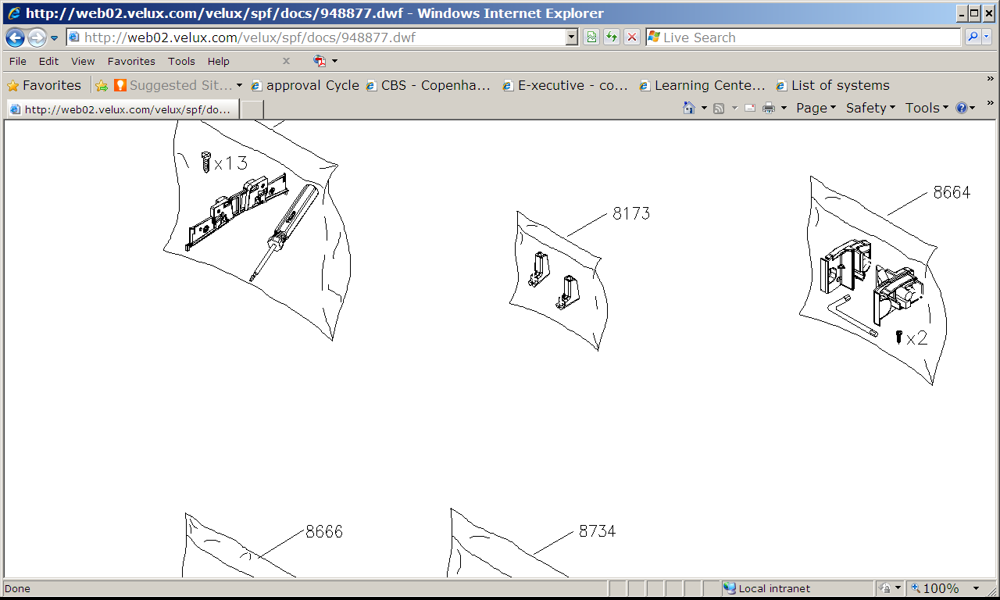 http://web02.velux.com/velux/spf/docs/948877.dwf - Windows Internet Explorer
http://web02.velux.com/velux/spf/docs/948877.dwf Live Search
File Edit View Favorites Tools Help x
Favorites Suggested Sit... approval Cycle CBS - Copenha... E-xecutive - co... Learning Cente... List of systems »
http://web02.velux.com/velux/spf/do... Page Safety Tools »
x13
8173
8664
x2
8666
8734
Done Local intranet 100%